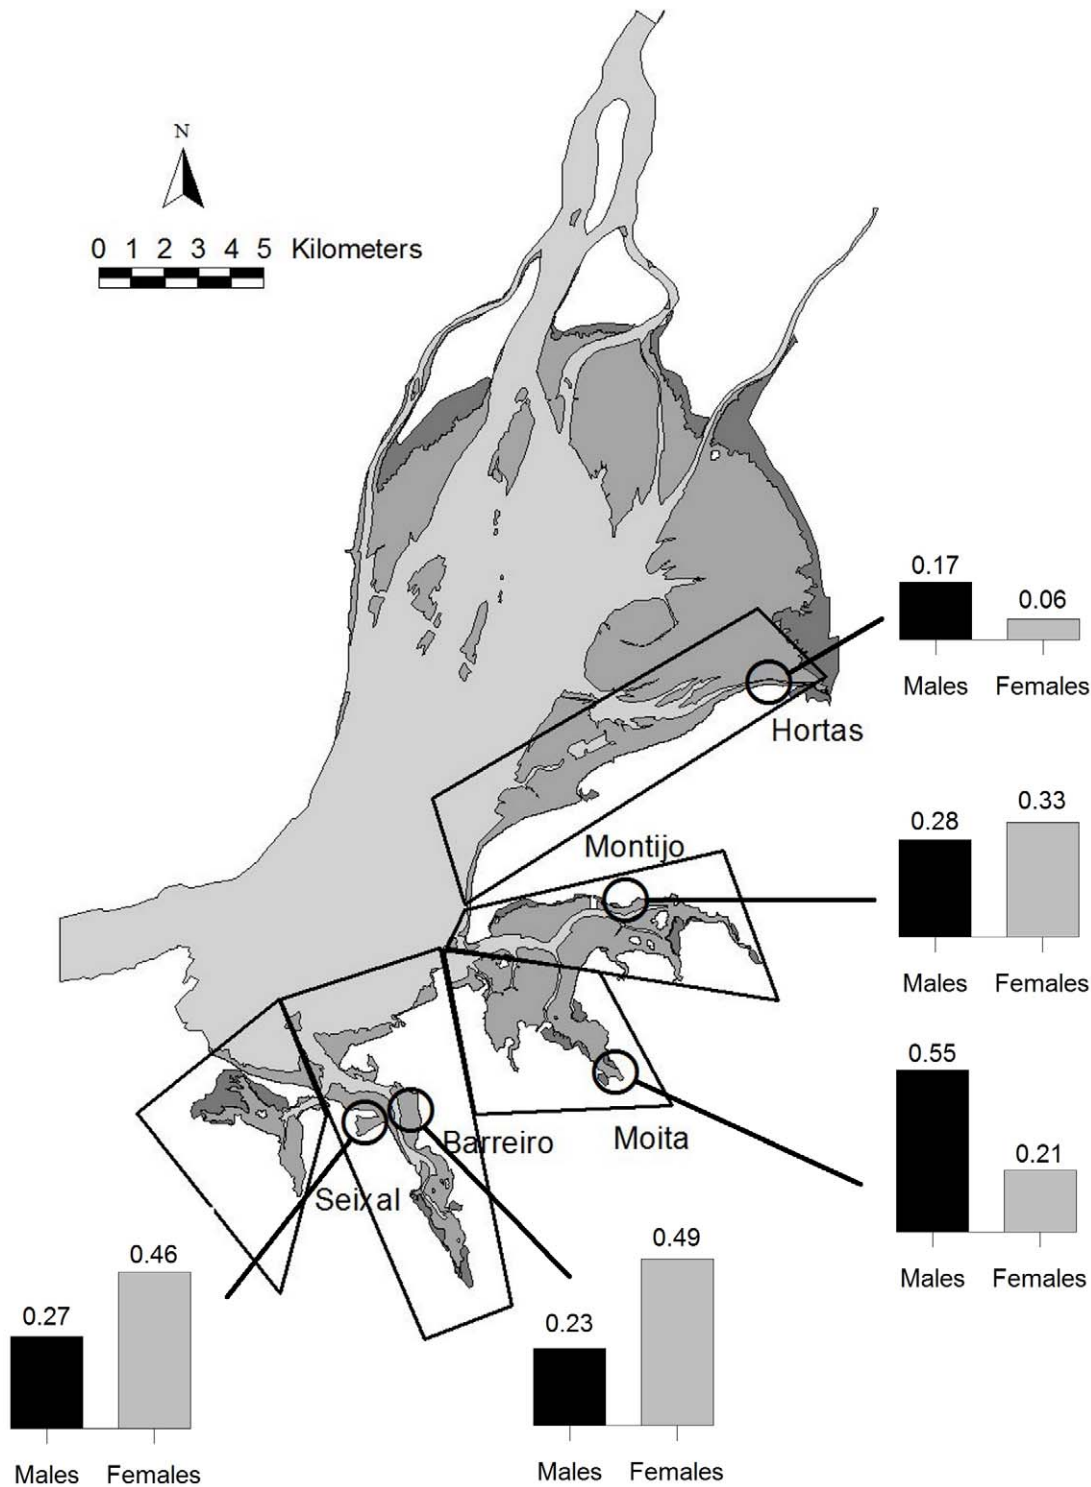 N
0 1 2 3 4 5 Kilometers
0.17
0.06
Males Females
Hortas
0.28
0.33
Males Females
Montijo
0.55
0.21
Males Females
Moita
Barreiro
Seixal
0.27
0.46
Males Females
0.23
0.49
Males Females